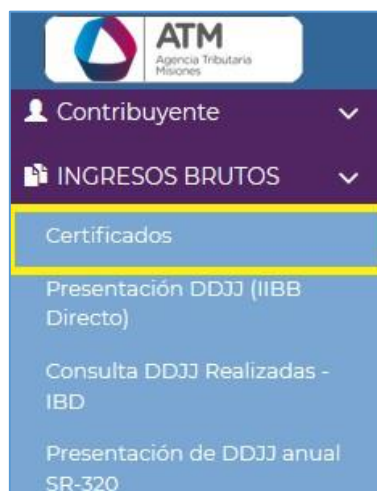 ATM
Agencia Tributaria
Misiones
Contribuyente
INGRESOS BRUTOS
Certificados
Presentación DDJJ (IIBB
Directo)
Consulta DDJJ Realizadas -
IBD
Presentación de DDJJ anual
SR-320